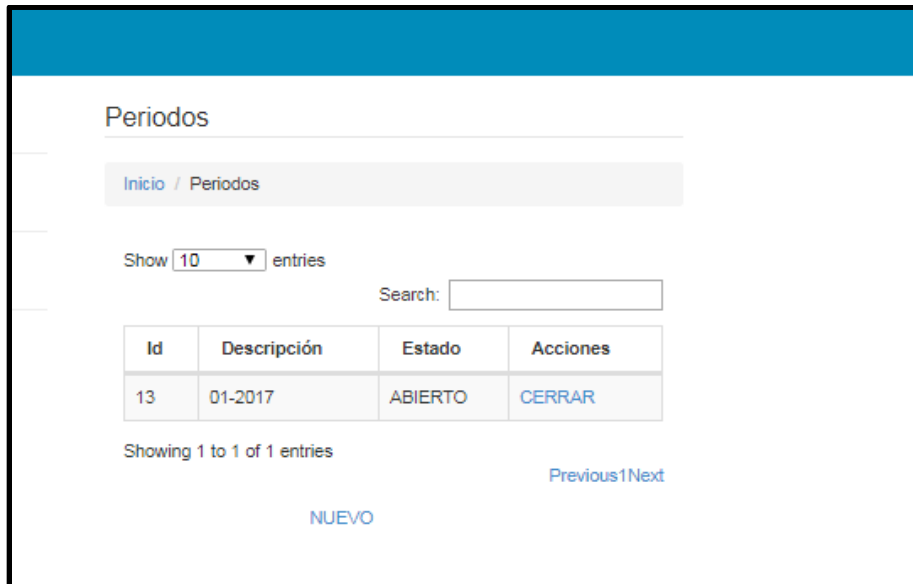 Periodos
Inicio / Periodos
Show 10 entries
Search:
Id Descripción Estado Acciones
13 01-2017 ABIERTO CERRAR
Showing 1 to 1 of 1 entries
Previous1Next
NUEVO